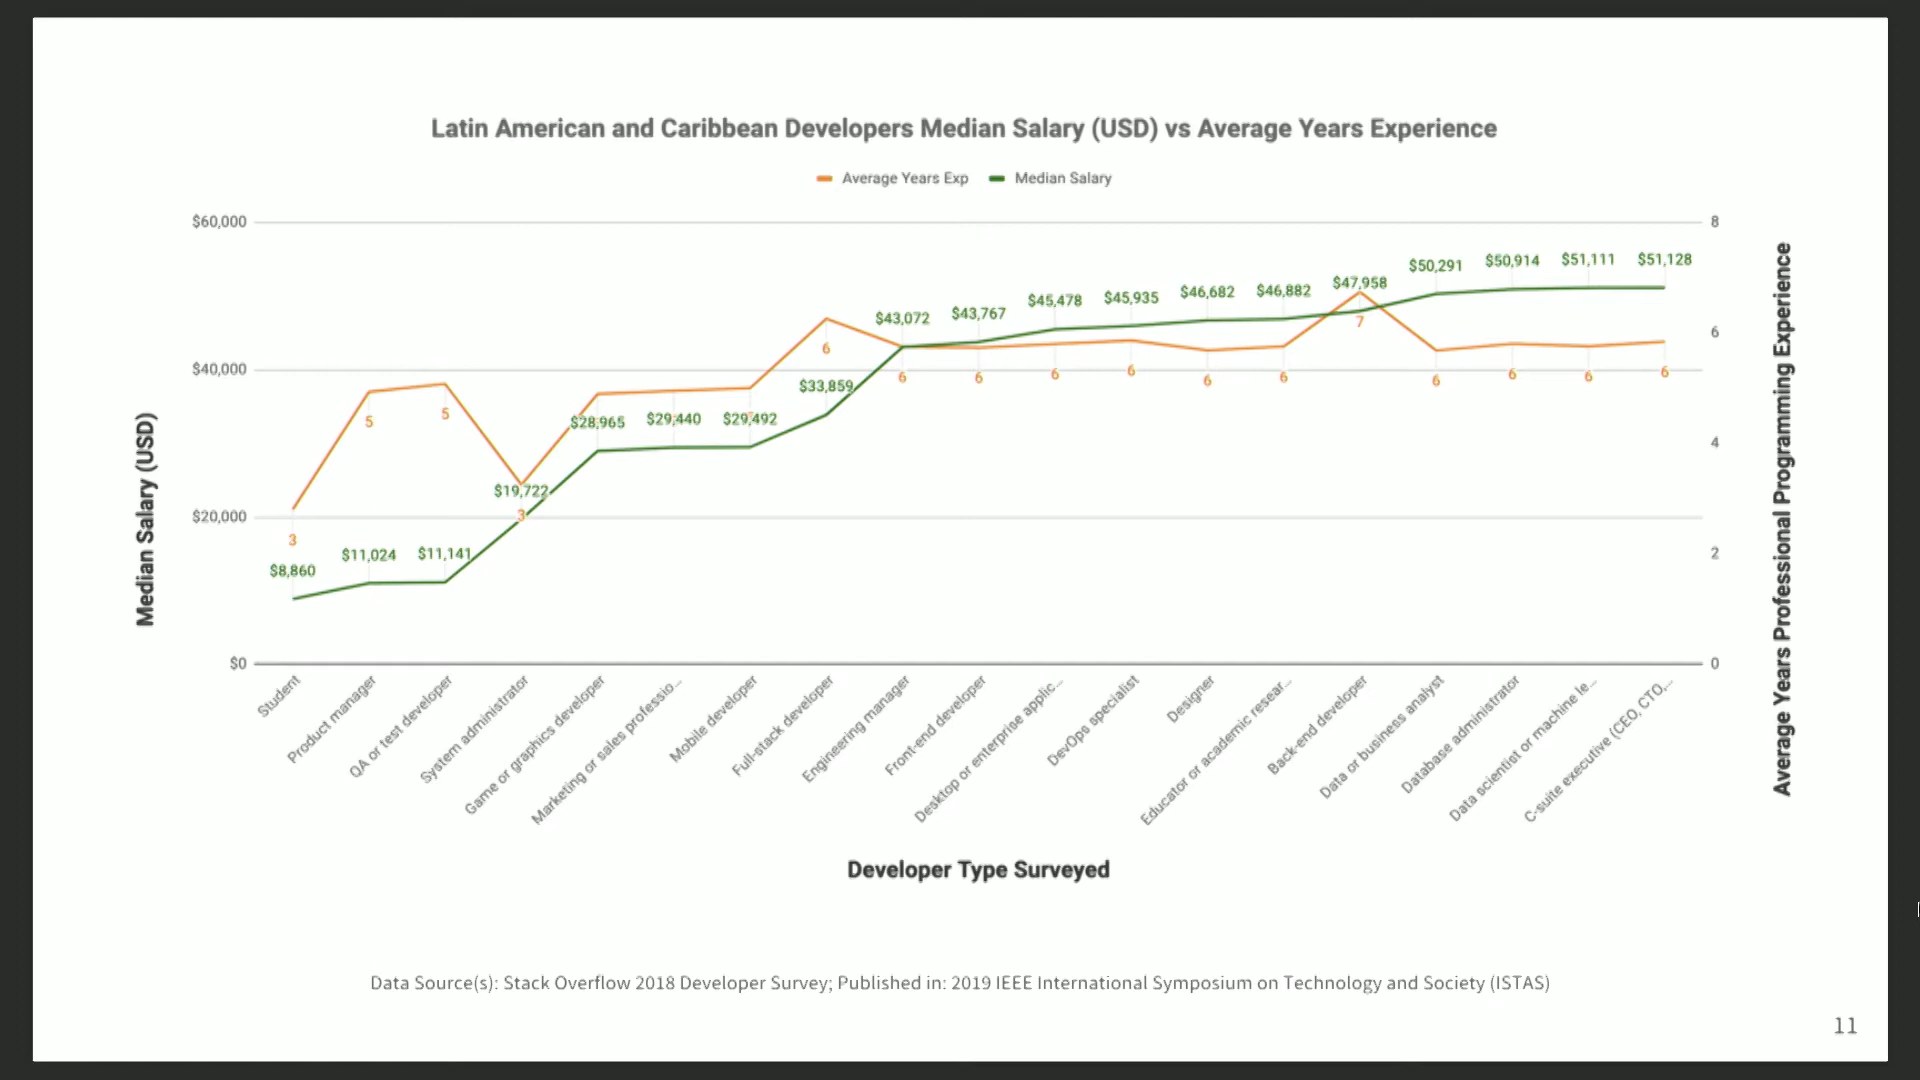 Latin American and Caribbean Developers Median Salary (USD) vs Average Years Experience
Average Years Exp
Median Salary
$60,000
$40,000
$20,000
$0
8
6
4
2
0
Median Salary (USD)
Average Years Professional Programming Experience
$8,860
$11,024
$11,141
$19,722
$28,965
$29,440
$29,492
$33,859
$43,072
$43,767
$45,478
$45,935
$46,682
$46,882
$47,958
$50,291
$50,914
$51,111
$51,128
3
5
5
3
6
6
6
6
6
6
6
7
6
6
6
6
Student
Product manager
QA or test developer
System administrator
Game or graphics developer
Marketing or sales professio...
Mobile developer
Full-stack developer
Engineering manager
Front-end developer
Desktop or enterprise applic...
DevOps specialist
Designer
Educator or academic resear...
Back-end developer
Data or business analyst
Database administrator
Data scientist or machine le...
C-suite executive (CEO, CTO,...
Developer Type Surveyed
Data Source(s): Stack Overflow 2018 Developer Survey; Published in: 2019 IEEE International Symposium on Technology and Society (ISTAS)
11